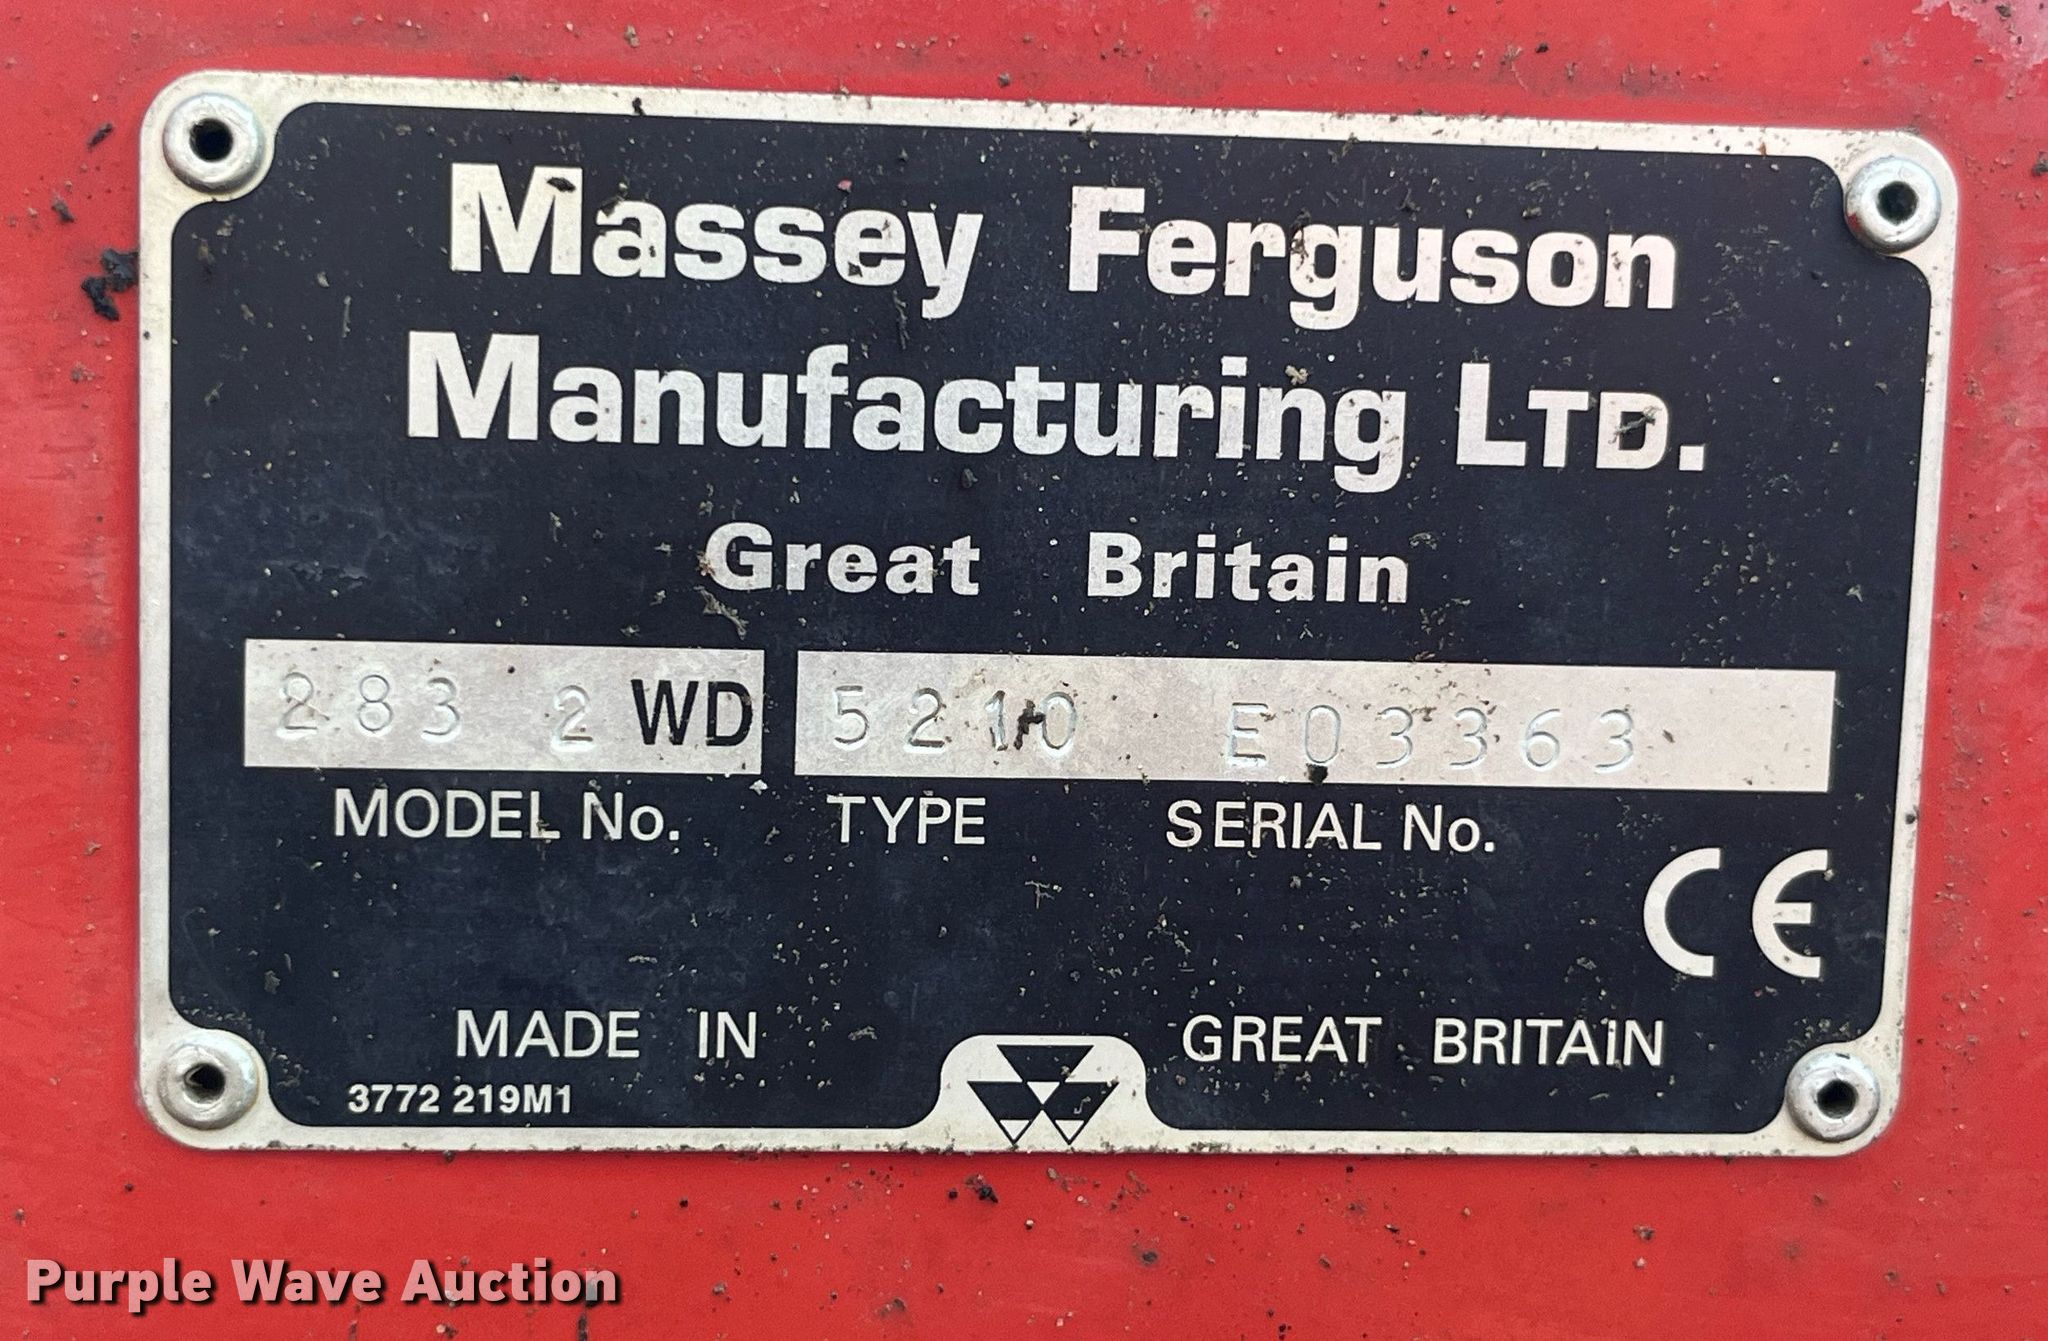 Massey Ferguson
Manufacturing LTD.
Great Britain
283 2 WD 5210 E03363
MODEL No. TYPE SERIAL No.
CE
MADE IN GREAT BRITAIN
3772 219M1
Purple Wave Auction